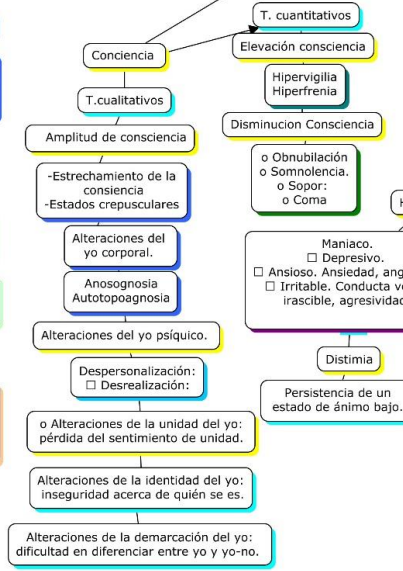 T. cuantitativos
Conciencia
Elevación consciencia
Hipervigilia
Hiperfrenia
T.cualitativos
Disminucion Consciencia
Amplitud de consciencia
o Obnubilación
o Somnolencia.
o Sopor:
o Coma
-Estrechamiento de la
consiencia
-Estados crepusculares
Alteraciones del
yo corporal.
Maniaco.
□ Depresivo.
□ Ansioso. Ansiedad,
□ Irritable. Conducta
irascible,
Anosognosia
Autotopoagnosia
Alteraciones del yo psíquico.
Distimia
Despersonalización:
□ Desrealización:
Persistencia de un
estado de ánimo bajo.
o Alteraciones de la unidad del yo:
pérdida del sentimiento de unidad.
Alteraciones de la identidad del yo:
inseguridad acerca de quién se es.
Alteraciones de la demarcación del yo:
dificultad en diferenciar entre yo y yo-no.